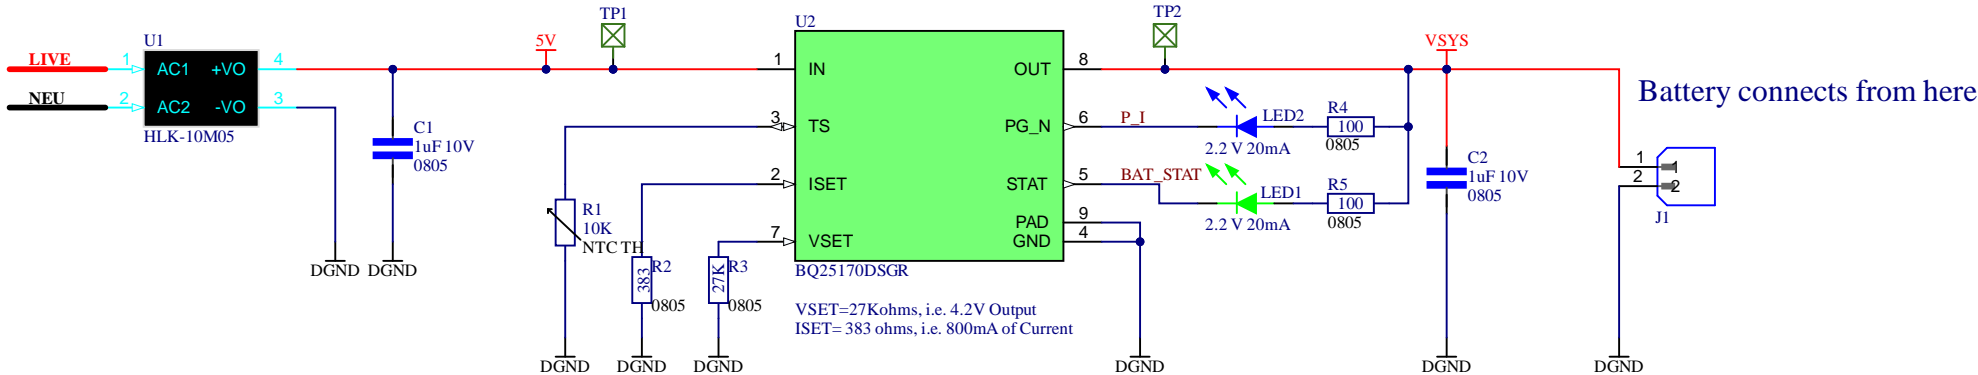 TP1
TP2
U1
U2
5V
VSYS
LIVE
1
AC1
+VO
4
1
IN
OUT
8
NEU
2
AC2
-VO
3
HLK-10M05
Battery connects from here
C1
1uF 10V
0805
3
TS
PG_N
6
P_I
LED2
2.2 V 20mA
R4
100
0805
2
ISET
STAT
5
BAT_STAT
LED1
2.2 V 20mA
R5
100
0805
C2
1uF 10V
0805
1
2
1
2
J1
R1
10K
NTC TH
PAD
9
7
VSET
GND
4
R2
383
0805
R3
27K
0805
BQ25170DSGR
DGND
DGND
VSET=27Kohms, i.e. 4.2V Output
ISET= 383 ohms, i.e. 800mA of Current
DGND
DGND
DGND
DGND
DGND
DGND